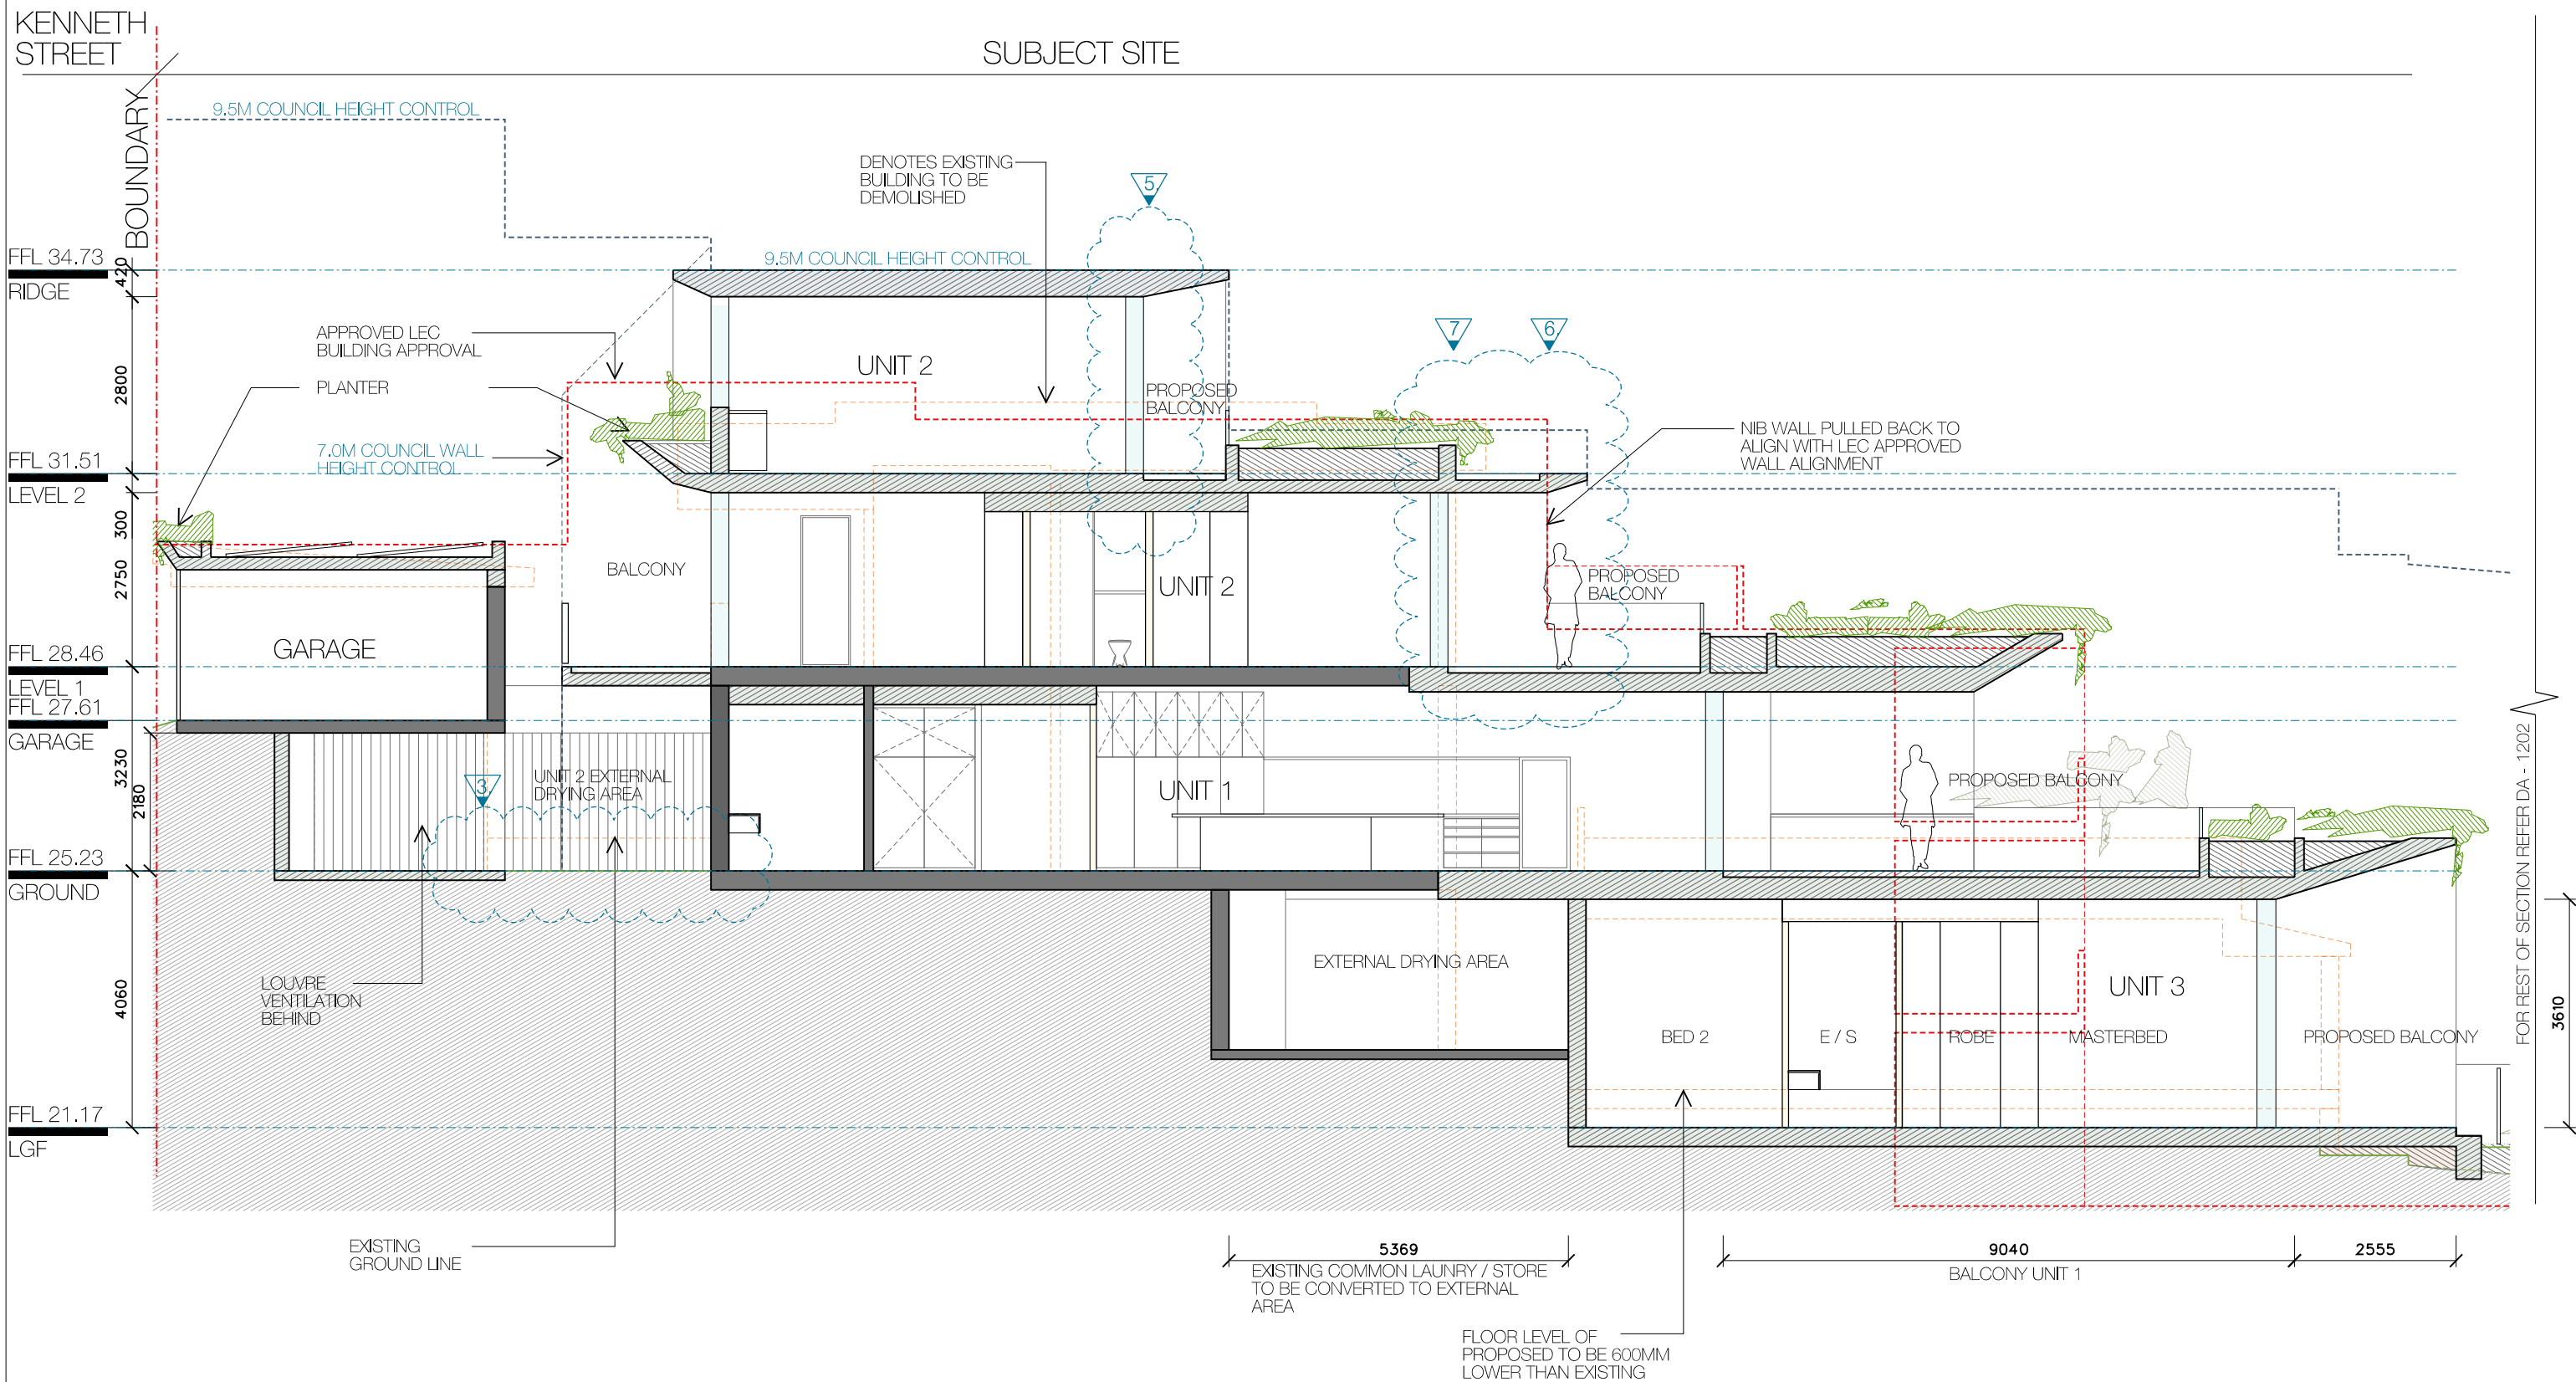 KENNETH
STREET
SUBJECT SITE
BOUNDARY
9.5M COUNCIL HEIGHT CONTROL
DENOTES EXISTING
BUILDING TO BE
DEMOLISHED
5.
9.5M COUNCIL HEIGHT CONTROL
FFL 34.73
RIDGE
420
APPROVED LEC
BUILDING APPROVAL
PLANTER
7.0M COUNCIL WALL
HEIGHT CONTROL
UNIT 2
PROPOSED
BALCONY
7
6.
NIB WALL PULLED BACK TO
ALIGN WITH LEC APPROVED
WALL ALIGNMENT
2800
FFL 31.51
LEVEL 2
300
2750
BALCONY
UNIT 2
PROPOSED
BALCONY
GARAGE
FFL 28.46
LEVEL 1
FFL 27.61
GARAGE
3230
2180
3.
UNIT 2 EXTERNAL
DRYING AREA
UNIT 1
PROPOSED BALCONY
FOR REST OF SECTION REFER DA - 1202
FFL 25.23
GROUND
LOUVRE
VENTILATION
BEHIND
4060
EXTERNAL DRYING AREA
UNIT 3
BED 2
E / S
ROBE
MASTERBED
PROPOSED BALCONY
3610
FFL 21.17
LGF
EXISTING
GROUND LINE
5369
EXISTING COMMON LAUNRY / STORE
TO BE CONVERTED TO EXTERNAL
AREA
9040
BALCONY UNIT 1
2555
FLOOR LEVEL OF
PROPOSED TO BE 600MM
LOWER THAN EXISTING